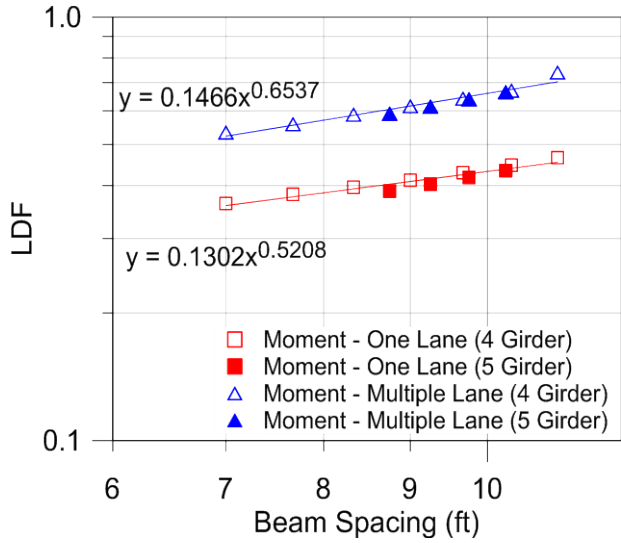 1.0
y = 0.1466x^0.6537
LDF
y = 0.1302x^0.5208
Moment - One Lane (4 Girder)
Moment - One Lane (5 Girder)
Moment - Multiple Lane (4 Girder)
Moment - Multiple Lane (5 Girder)
0.1
6 7 8 9 10
Beam Spacing (ft)